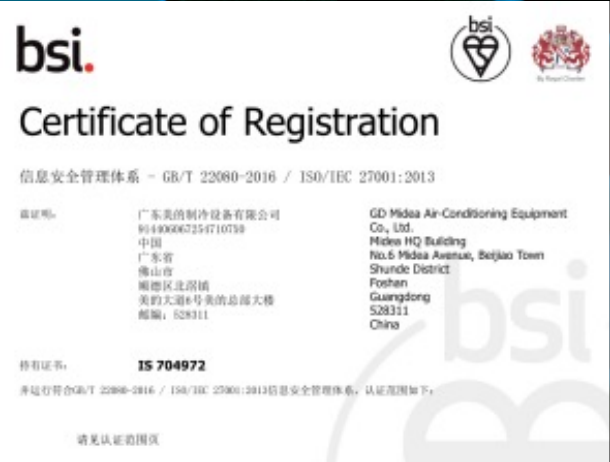 bsi.
bsi
By Royal Charter
Certificate of Registration
信息安全管理体系 - GB/T 22080-2016 / ISO/IEC 27001:2013
兹证明:
广东美的制冷设备有限公司
914406067254710750
中国
广东省
佛山市
顺德区北滘镇
美的大道6号美的总部大楼
邮编: 528311
GD Midea Air-Conditioning Equipment
Co., Ltd.
Midea HQ Building
No.6 Midea Avenue, Beijiao Town
Shunde District
Foshan
Guangdong
528311
China
持有证书:
IS 704972
并运行符合GB/T 22080-2016 / ISO/IEC 27001:2013信息安全管理体系, 认证范围如下:
请见认证范围页
bsi